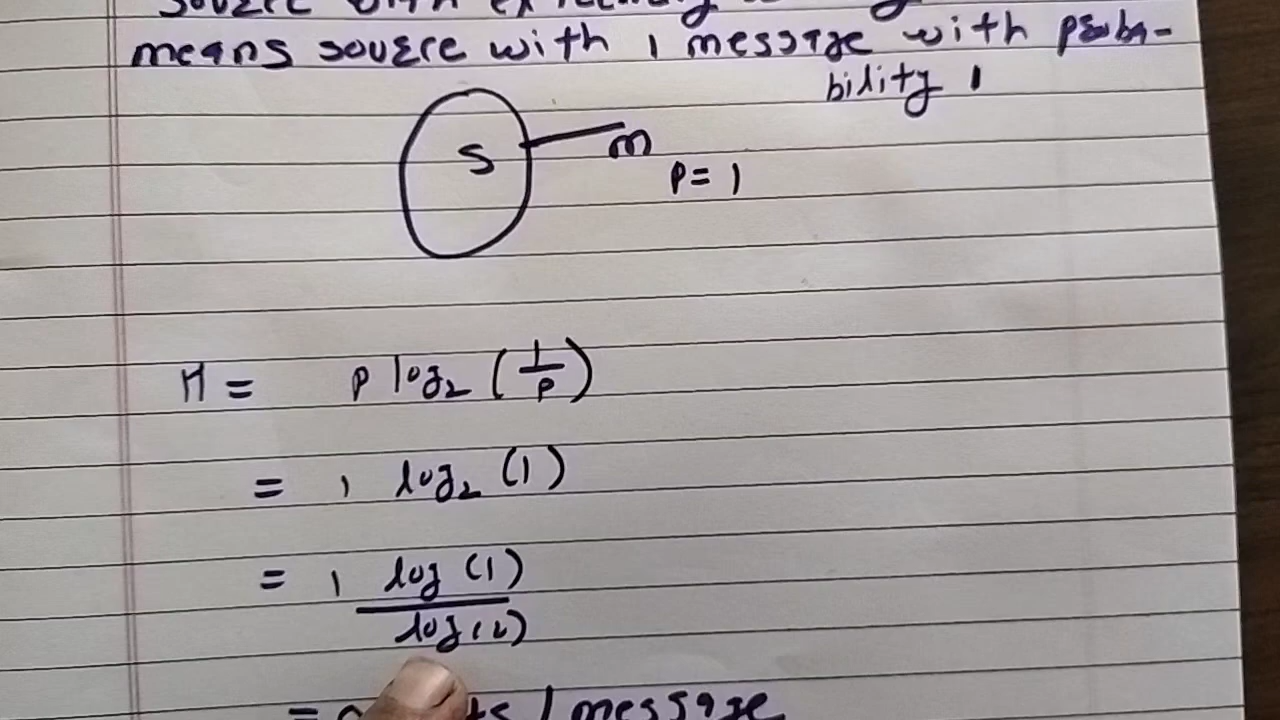 means source with 1 message with proba-
bility 1
S
m
P = 1
H = P log₂ (1/P)
= 1 log₂ (1)
= 1 log (1) / log (2)
= / message